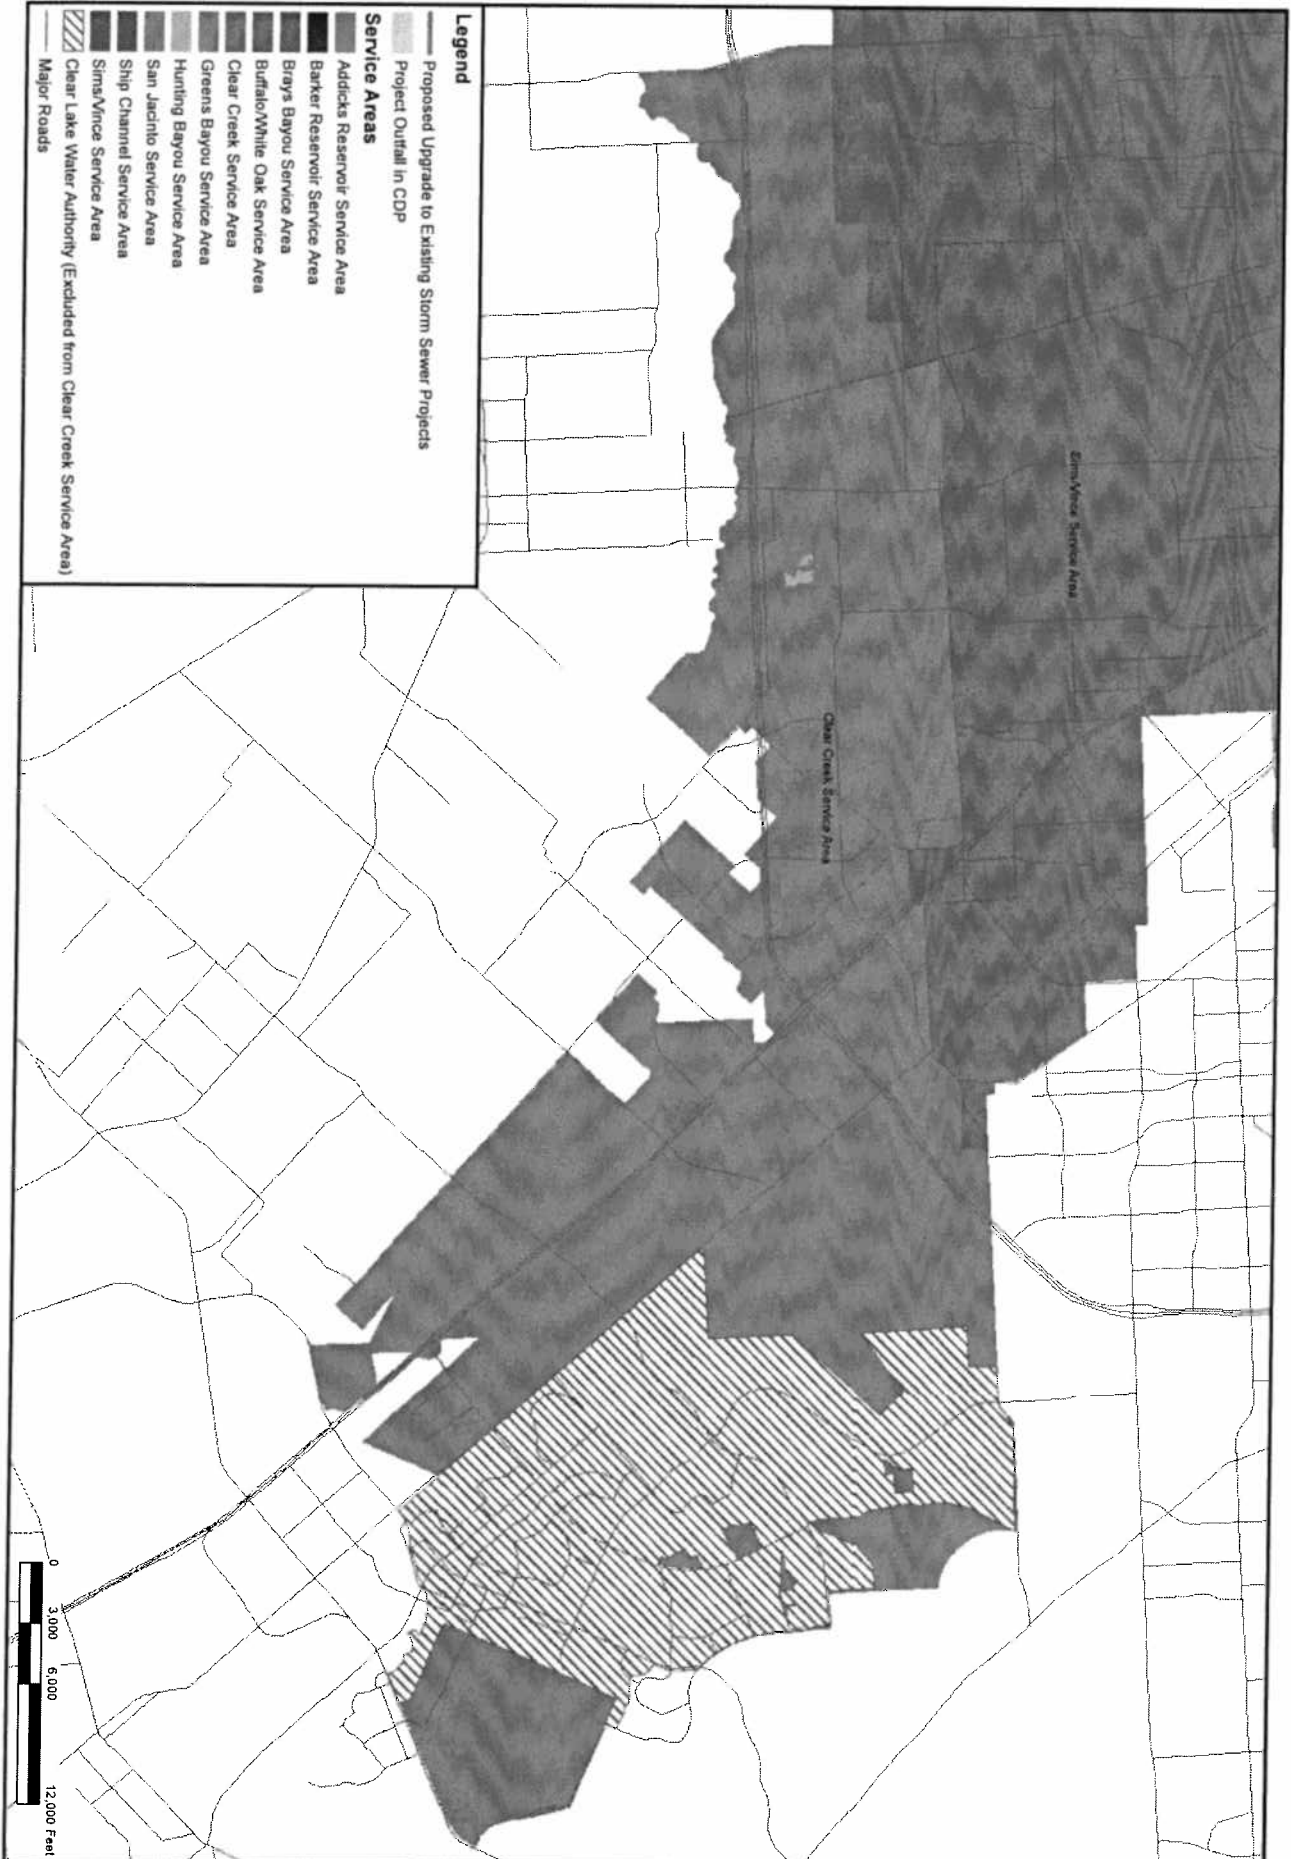 Legend
Proposed Upgrade to Existing Storm Sewer Projects
Project Outfall in CDP
Service Areas
Addicks Reservoir Service Area
Barker Reservoir Service Area
Brays Bayou Service Area
Buffalo/White Oak Service Area
Clear Creek Service Area
Greens Bayou Service Area
Hunting Bayou Service Area
San Jacinto Service Area
Ship Channel Service Area
Sims/Vince Service Area
Clear Lake Water Authority (Excluded from Clear Creek Service Area)
Major Roads
Sims/Vince Service Area
Clear Creek Service Area
0 3,000 6,000 12,000 Feet